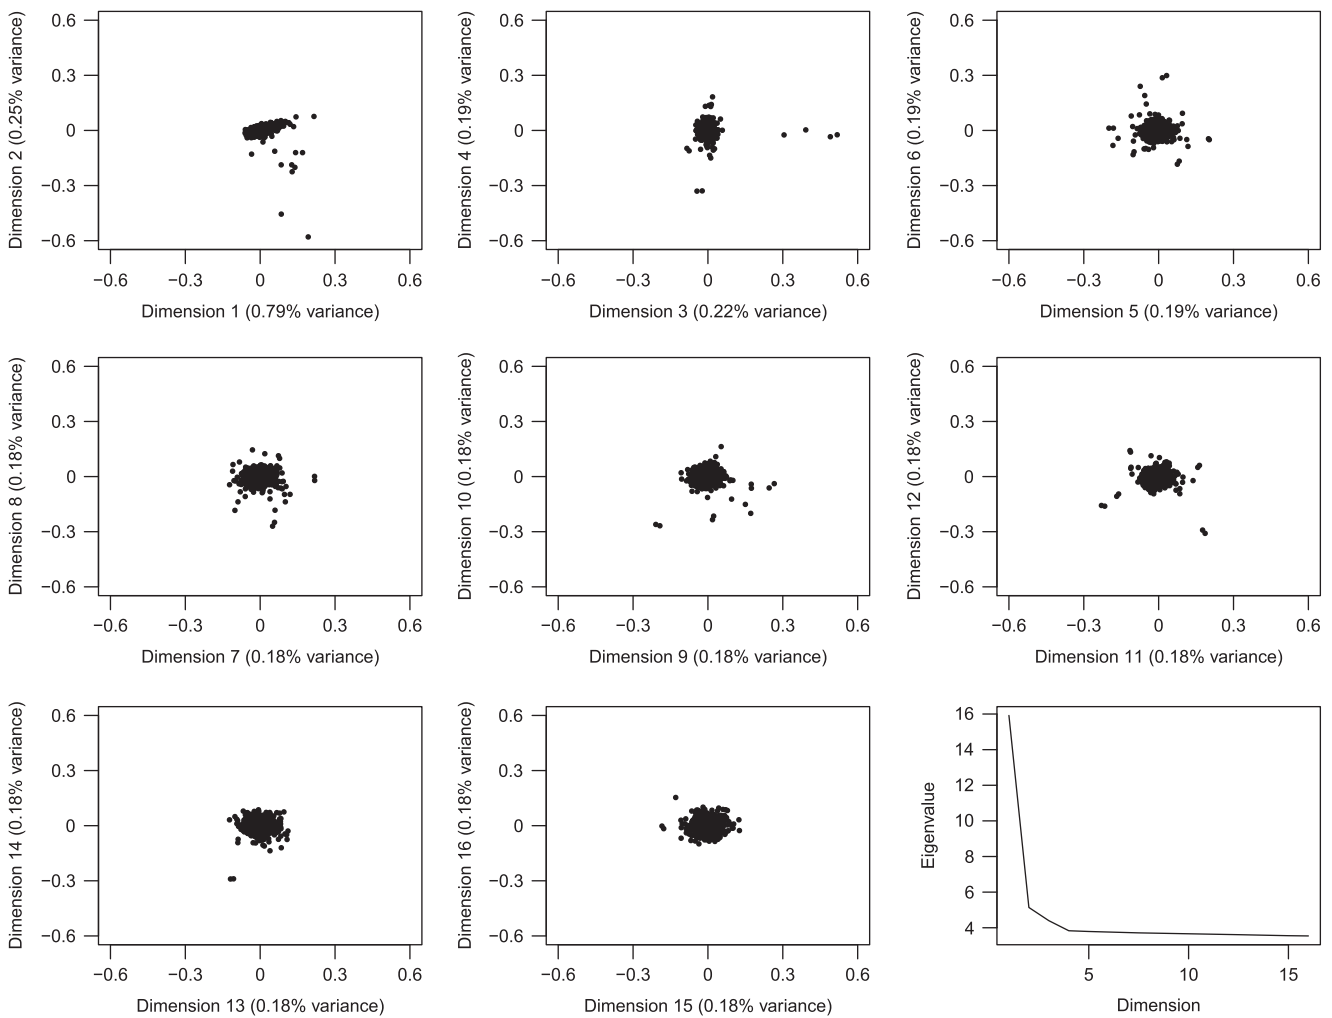 Dimension 2 (0.25% variance)
0.6
0.3
0
−0.3
−0.6
−0.6 −0.3 0 0.3 0.6
Dimension 1 (0.79% variance)
Dimension 4 (0.19% variance)
0.6
0.3
0
−0.3
−0.6
−0.6 −0.3 0 0.3 0.6
Dimension 3 (0.22% variance)
Dimension 6 (0.19% variance)
0.6
0.3
0
−0.3
−0.6
−0.6 −0.3 0 0.3 0.6
Dimension 5 (0.19% variance)
Dimension 8 (0.18% variance)
0.6
0.3
0
−0.3
−0.6
−0.6 −0.3 0 0.3 0.6
Dimension 7 (0.18% variance)
Dimension 10 (0.18% variance)
0.6
0.3
0
−0.3
−0.6
−0.6 −0.3 0 0.3 0.6
Dimension 9 (0.18% variance)
Dimension 12 (0.18% variance)
0.6
0.3
0
−0.3
−0.6
−0.6 −0.3 0 0.3 0.6
Dimension 11 (0.18% variance)
Dimension 14 (0.18% variance)
0.6
0.3
0
−0.3
−0.6
−0.6 −0.3 0 0.3 0.6
Dimension 13 (0.18% variance)
Dimension 16 (0.18% variance)
0.6
0.3
0
−0.3
−0.6
−0.6 −0.3 0 0.3 0.6
Dimension 15 (0.18% variance)
Eigenvalue
16
14
12
10
8
6
4
5 10 15
Dimension